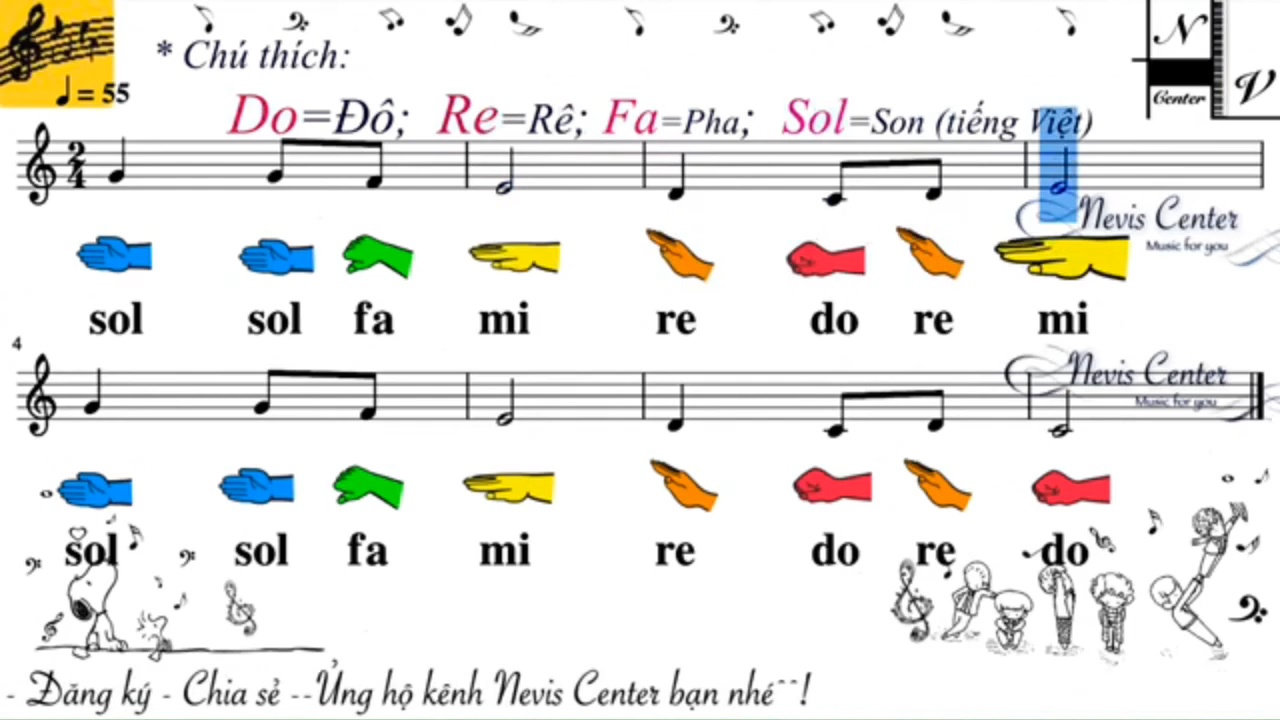 * Chú thích:
N
= 55
Center
V
Do=Đô; Re=Rê; Fa=Pha; Sol=Son (tiếng Việt)
2
4
Nevis Center
Music for you
sol sol fa mi re do re mi
4
Nevis Center
Music for you
sol sol fa mi re do re do
- Đăng ký - Chia sẻ --Ủng hộ kênh Nevis Center bạn nhé^^!